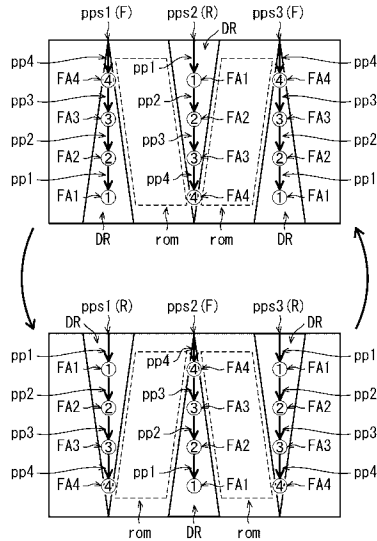 pps1(F) pps2(R) pps3(F)
DR
pp4 pp1 pp4
FA4 ④ ① FA1 ④ FA4
pp3 pp2 pp3
FA3 ③ ② FA2 ③ FA3
pp2 pp3 pp2
FA2 ② ③ FA3 ② FA2
pp1 pp4 pp1
FA1 ① ④ FA4 ① FA1
DR rom rom DR
pps1(R) pps2(F) pps3(R)
DR DR
pp1 pp4 pp1
FA1 ① ④ FA4 ① FA1
pp2 pp3 pp2
FA2 ② ③ FA3 ② FA2
pp3 pp2 pp3
FA3 ③ ② FA2 ③ FA3
pp4 pp1 pp4
FA4 ④ ① FA1 ④ FA4
rom DR rom